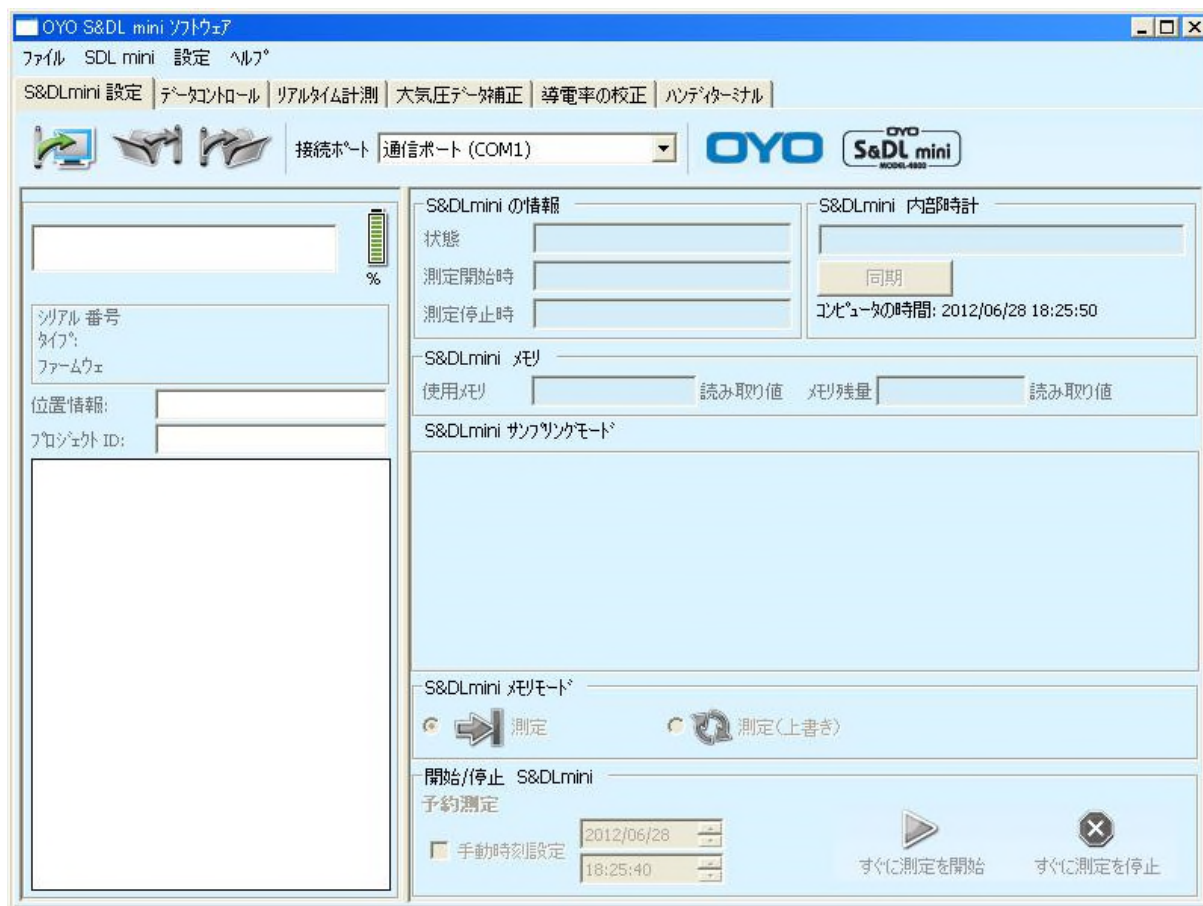 OYO S&DL mini ソフトウェア
ファイル SDL mini 設定 ヘルプ
S&DLmini 設定 データコントロール リアルタイム計測 大気圧データ補正 導電率の校正 ハンディターミナル
接続ポート 通信ポート (COM1) OYO OYO S&DL mini MODEL-4800
S&DLmini の情報 S&DLmini 内部時計
状態
% 測定開始時 同期
シリアル 番号 測定停止時 コンピュータの時間: 2012/06/28 18:25:50
タイプ:
ファームウェ
S&DLmini メモリ
使用メモリ 読み取り値 メモリ残量 読み取り値
位置情報:
プロジェクト ID:
S&DLmini サンプリングモード
S&DLmini メモリモード
測定 測定(上書き)
開始/停止 S&DLmini
予約測定
手動時刻設定 2012/06/28
18:25:40
すぐに測定を開始 すぐに測定を停止